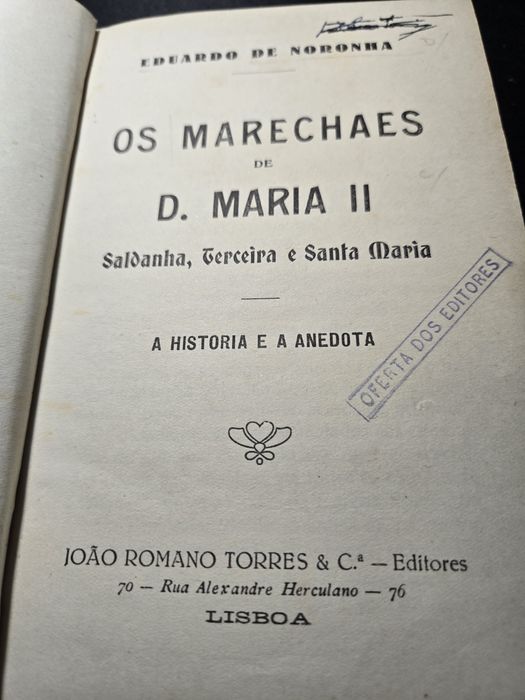 EDUARDO DE NORONHA
OS MARECHAES
DE
D. MARIA II
Saldanha, Terceira e Santa Maria
A HISTORIA E A ANEDOTA
OFERTA DOS EDITORES
JOÃO ROMANO TORRES & C.ª — Editores
70 — Rua Alexandre Herculano — 76
LISBOA